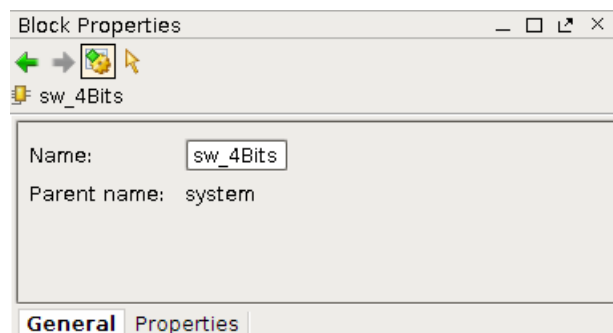 Block Properties
sw_4Bits
Name: sw_4Bits
Parent name: system
General Properties